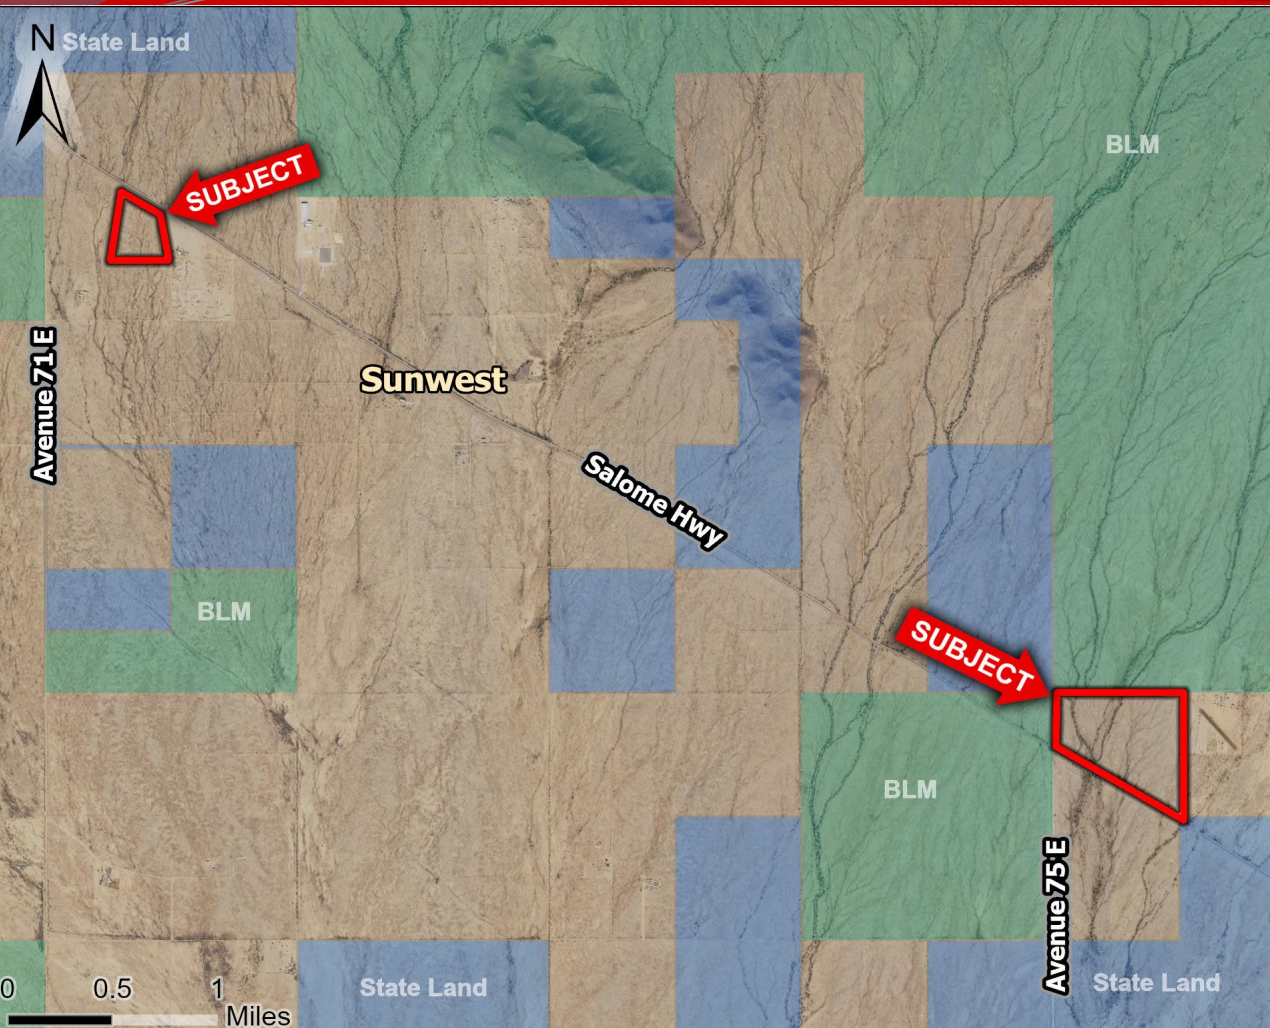 N
State Land
BLM
SUBJECT
Avenue 71 E
Sunwest
Salome Hwy
BLM
SUBJECT
BLM
Avenue 75 E
State Land
State Land
0 0.5 1
Miles